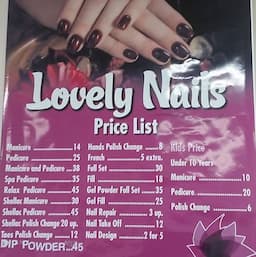 Lovely Nails
Price List
Manicure ............14
Pedicure ............25
Manicure and Pedicure ...38
Spa Pedicure ........35
Relax Pedicure ......45
Shellac Manicure ....30
Shellac Pedicure ....45
Shellac Polish Change 20 up.
Toes Polish Change ....12
DIP POWDER...45
Hands Polish Change ......8
French ............5 extra.
Full Set ............30
Fill ............18
Gel Powder Full Set .....35
Gel Fill ............25
Nail Repair ........3 up.
Nail Take Off .......12
Nail Design ......2 for 5
Kids Price
Under 10 Years
Manicure ............10
Pedicure ............20
Polish Change ........6